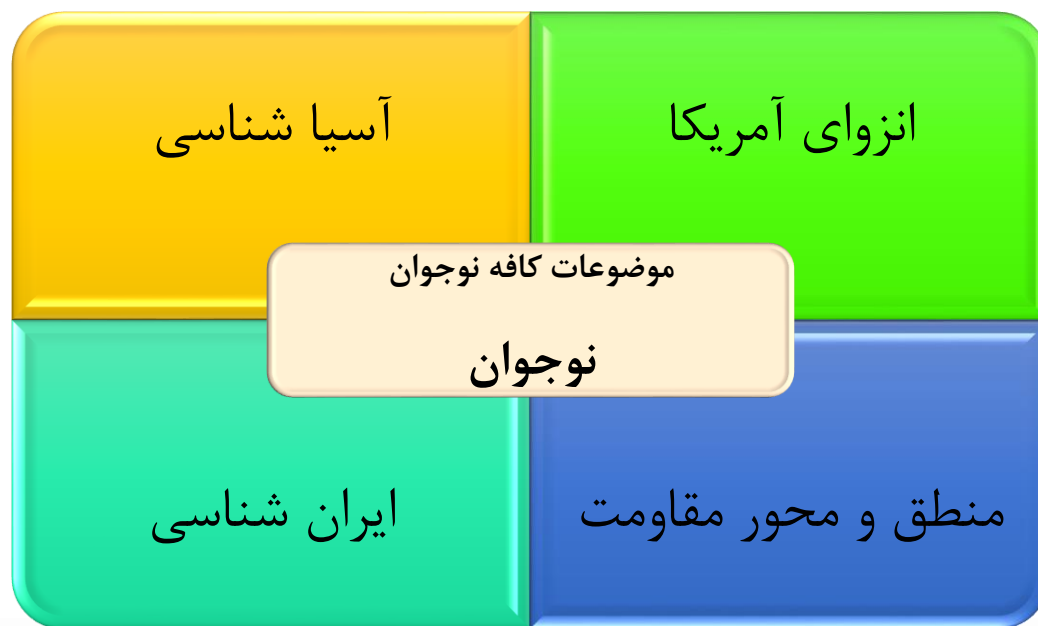 انزوای آمریکا
آسیا شناسی
موضوعات کافه نوجوان
نوجوان
منطق و محور مقاومت
ایران شناسی